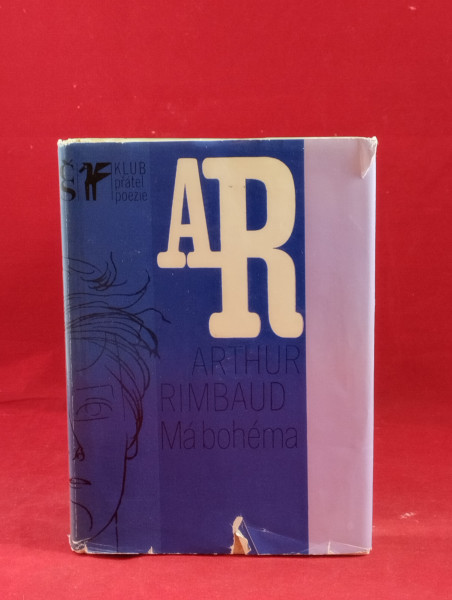 ČS
KLUB
přátel
poezie
AR
ARTHUR
RIMBAUD
Má bohéma